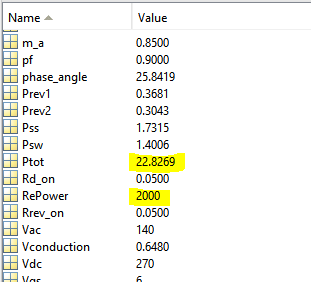 Name Value
m_a 0.8500
pf 0.9000
phase_angle 25.8419
Prev1 0.3681
Prev2 0.3043
Pss 1.7315
Psw 1.4006
Ptot 22.8269
Rd_on 0.0500
RePower 2000
Rrev_on 0.0500
Vac 140
Vconduction 0.6480
Vdc 270
Vgs 6